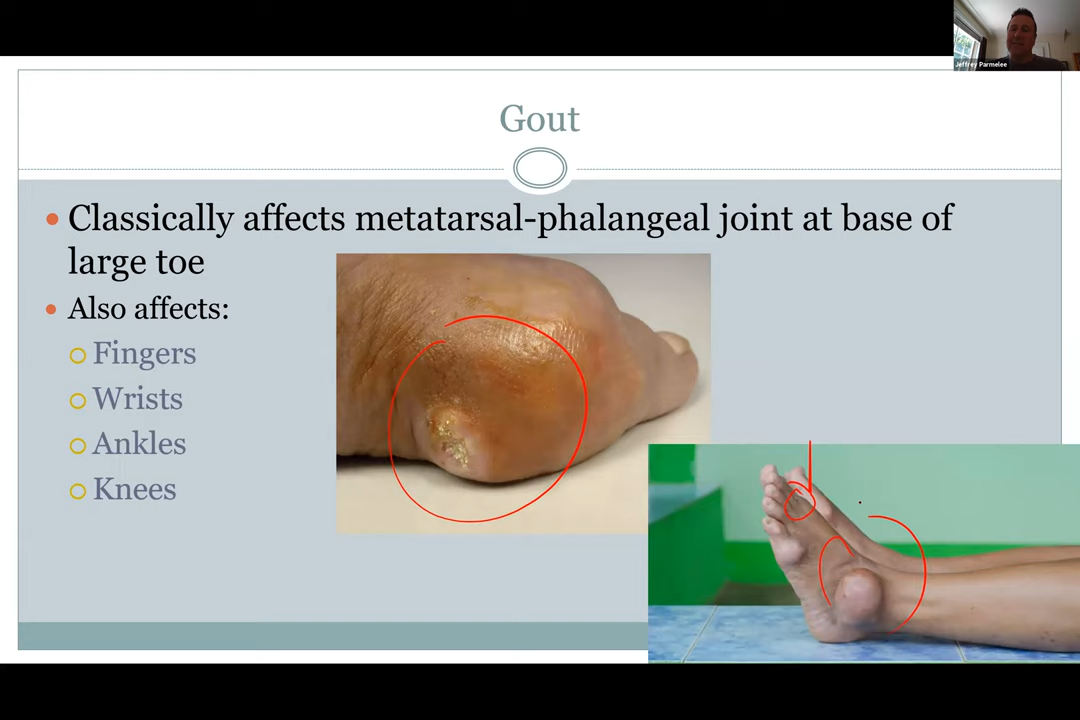 Jeffrey Parmelee
Gout
Classically affects metatarsal-phalangeal joint at base of
large toe
Also affects:
Fingers
Wrists
Ankles
Knees